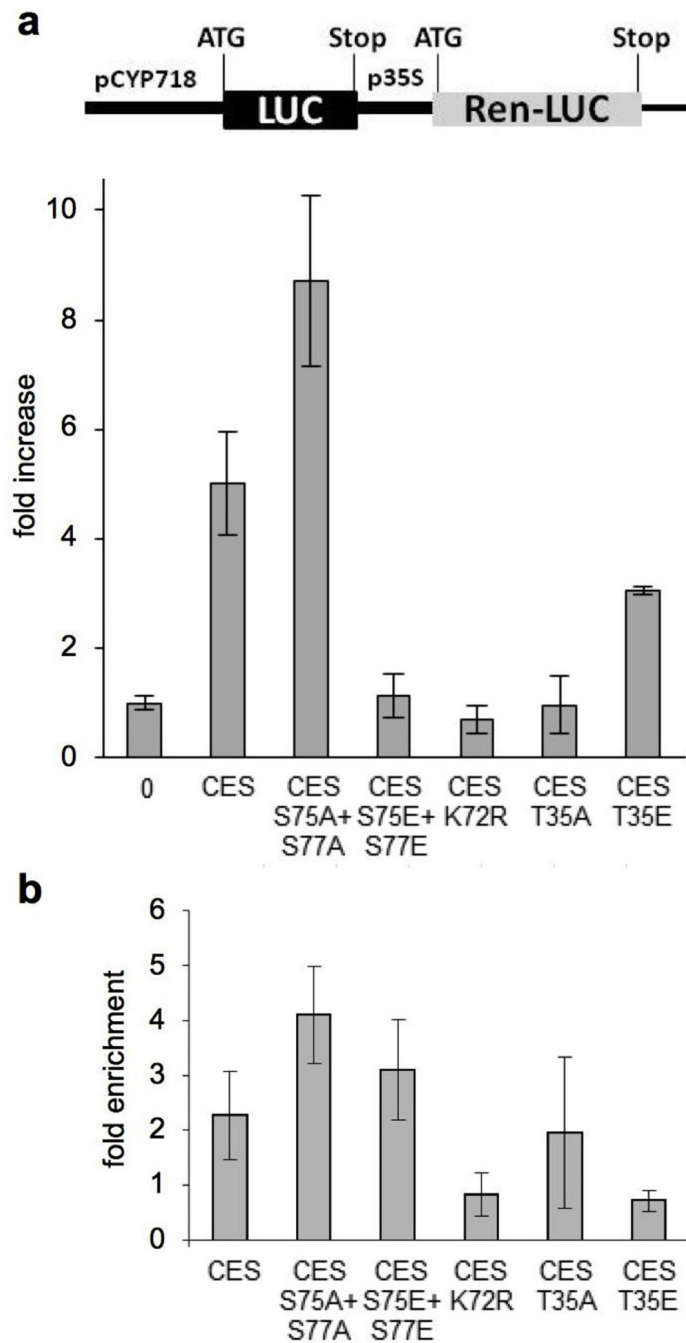 a
ATG Stop ATG Stop
pCYP718 p35S
LUC Ren-LUC
10
8
6
4
2
0
fold increase
0 CES CES CES CES CES CES
S75A+ S75E+ K72R T35A T35E
S77A S77E
b
6
5
4
3
2
1
0
fold enrichment
CES CES CES CES CES CES
S75A+ S75E+ K72R T35A T35E
S77A S77E